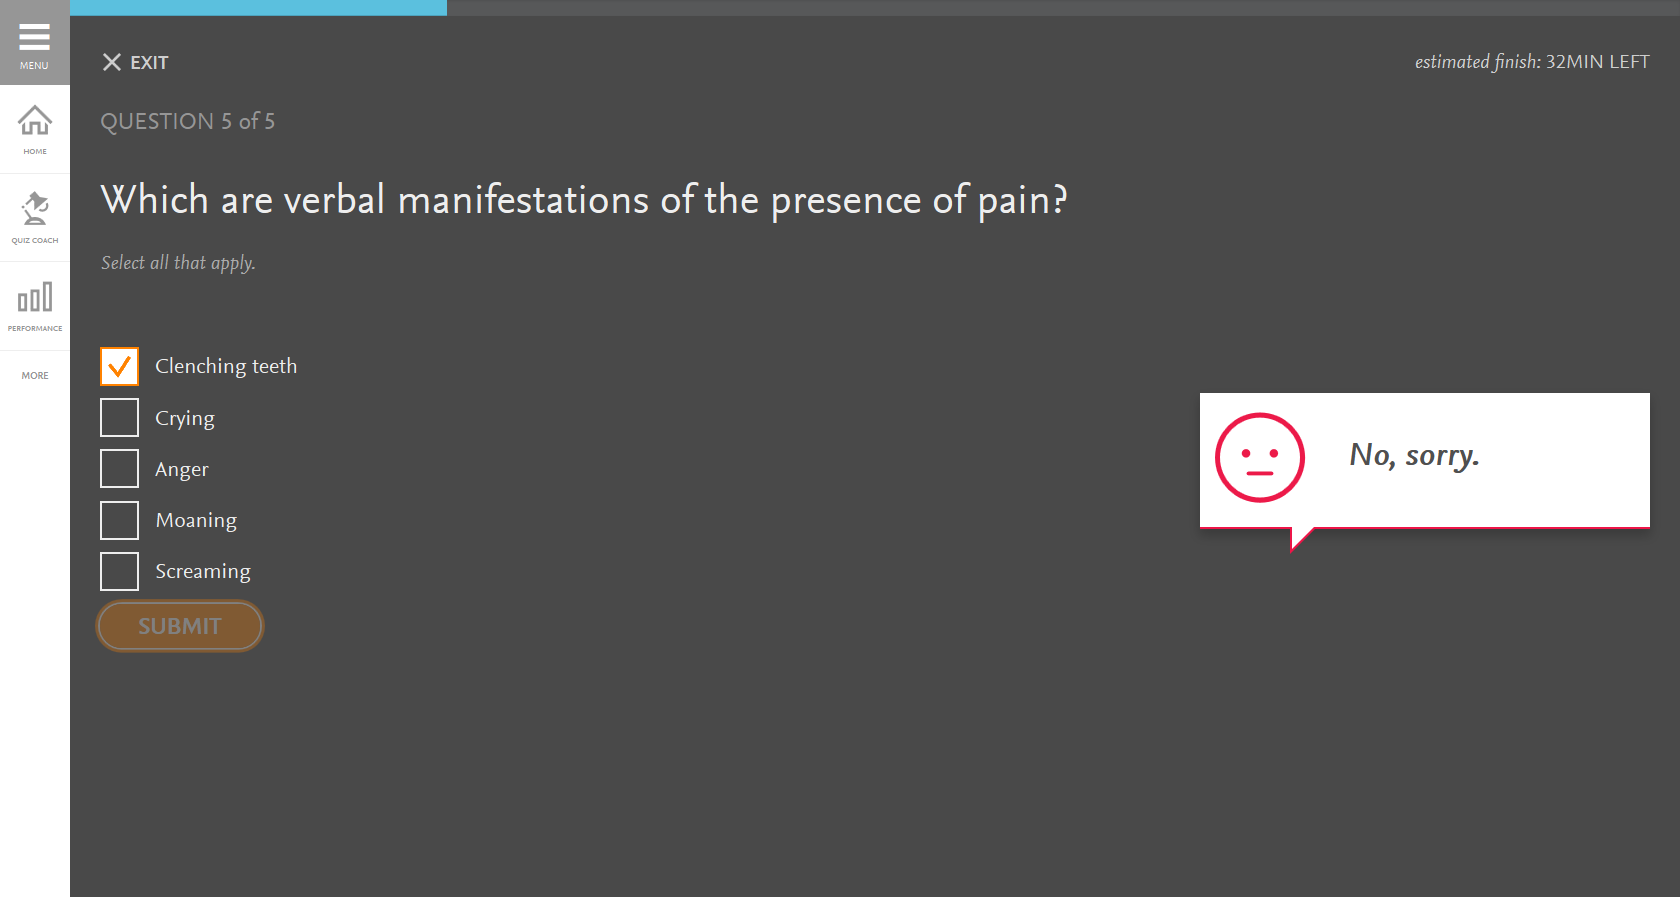 MENU
EXIT
estimated finish: 32MIN LEFT
QUESTION 5 of 5
HOME
Which are verbal manifestations of the presence of pain?
QUIZ COACH
Select all that apply.
PERFORMANCE
MORE
Clenching teeth
Crying
Anger
Moaning
Screaming
No, sorry.
SUBMIT